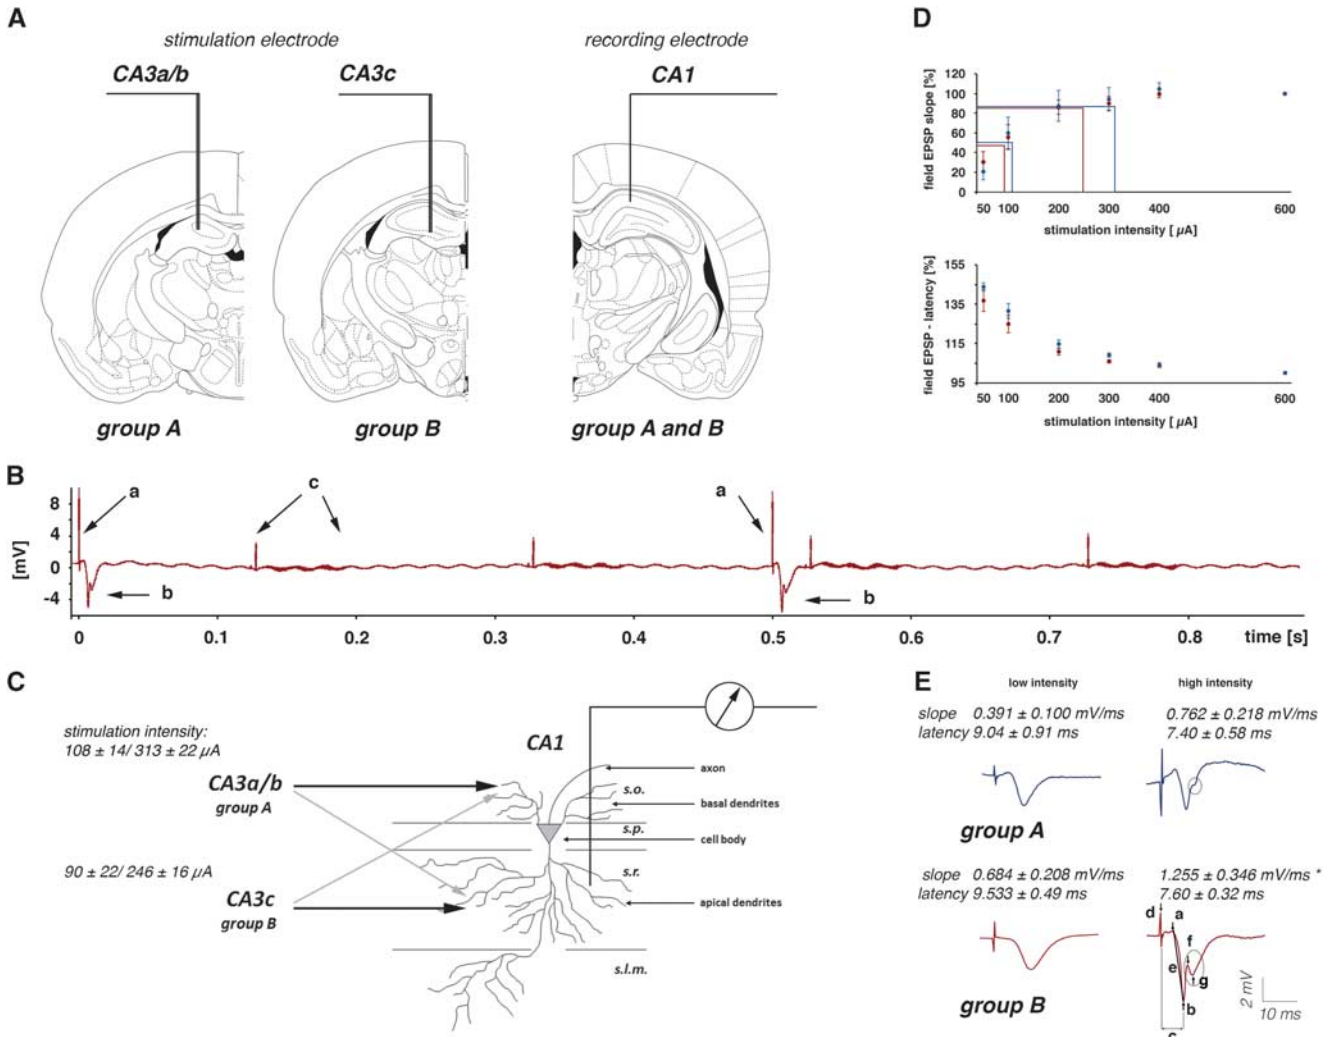 A
stimulation electrode
recording electrode
CA3a/b
CA3c
CA1
group A
group B
group A and B
D
field EPSP slope [%]
120
100
80
60
40
20
0
50 100 200 300 400 600
stimulation intensity [ µA]
field EPSP - latency [%]
155
135
115
95
50 100 200 300 400 600
stimulation intensity [ µA]
B
[mV]
8
4
0
-4
a
c
a
b
b
0 0.1 0.2 0.3 0.4 0.5 0.6 0.7 0.8 time [s]
C
stimulation intensity:
108 ± 14/ 313 ± 22 µA
CA3a/b
group A
90 ± 22/ 246 ± 16 µA
CA3c
group B
CA1
axon
s.o.
basal dendrites
s.p.
cell body
s.r.
apical dendrites
s.l.m.
E
low intensity high intensity
slope 0.391 ± 0.100 mV/ms 0.762 ± 0.218 mV/ms
latency 9.04 ± 0.91 ms 7.40 ± 0.58 ms
group A
slope 0.684 ± 0.208 mV/ms 1.255 ± 0.346 mV/ms *
latency 9.533 ± 0.49 ms 7.60 ± 0.32 ms
d a
f
e
g
b
c
group B
2 mV
10 ms